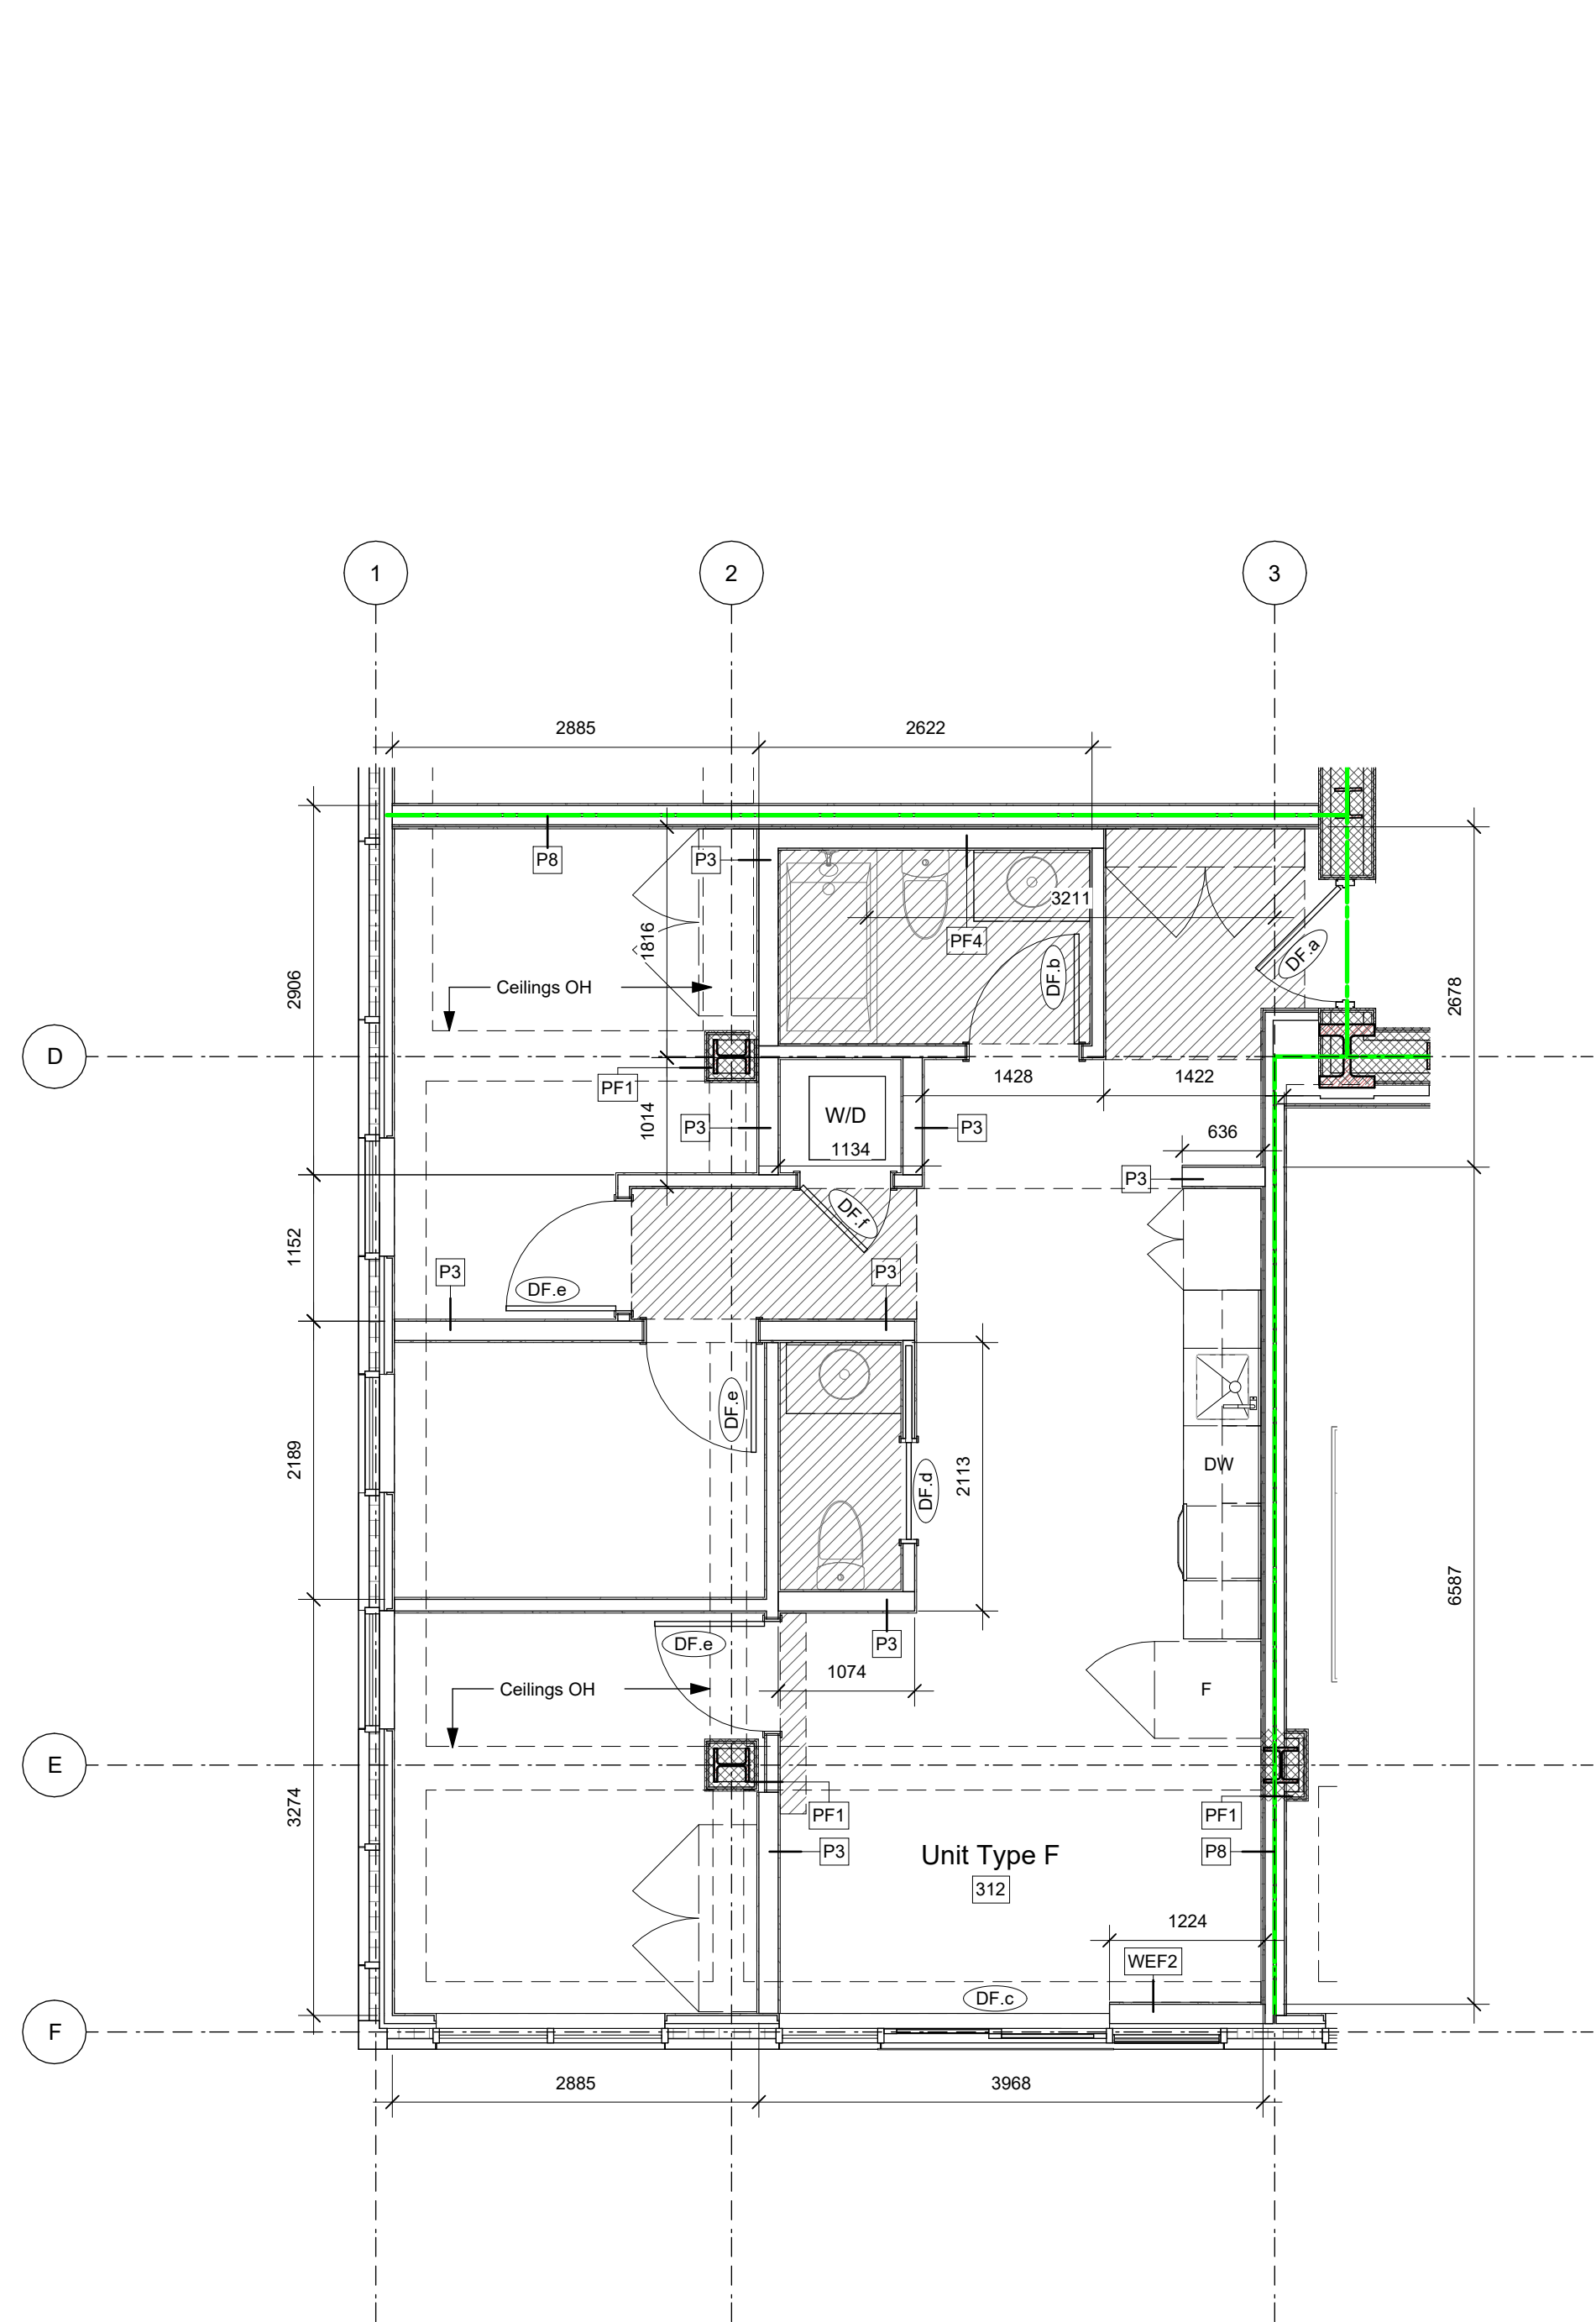 1
2
3
2885
2622
P8
P3
3211
PF4
DF.b
DF.a
1816
2906
Ceilings OH
2678
D
PF1
1428
1422
W/D
1014
P3
P3
636
1134
P3
DF.f
1152
P3
P3
DF.e
DF.e
2189
DW
DF.d
2113
6587
DF.e
P3
1074
Ceilings OH
F
E
3274
PF1
PF1
P3
Unit Type F
P8
312
1224
WEF2
DF.c
F
2885
3968